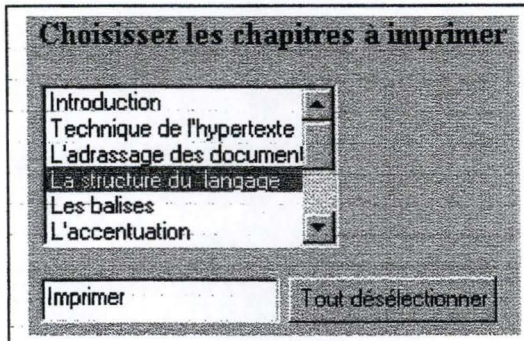 Choisissez les chapitres à imprimer
Introduction
Technique de l'hypertexte
L'adrassage des document
La structure du langage
Les balises
L'accentuation
Imprimer
Tout désélectionner